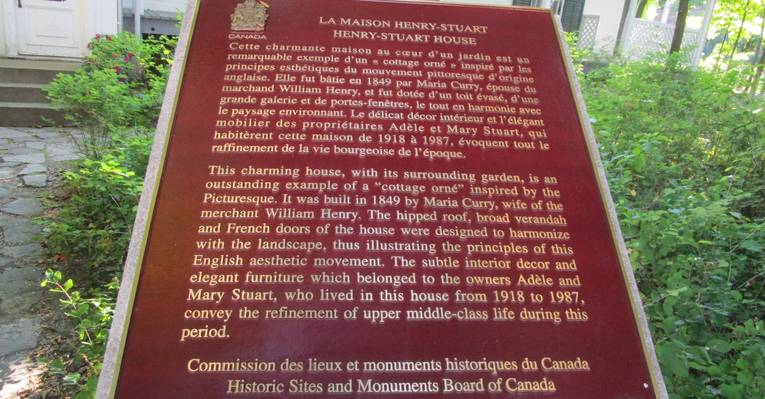 CANADA
LA MAISON HENRY-STUART
HENRY-STUART HOUSE
Cette charmante maison au cœur d'un jardin est un
remarquable exemple d'un « cottage orné » inspiré par les
principes esthétiques du mouvement pittoresque d'origine
anglaise. Elle fut bâtie en 1849 par Maria Curry, épouse du
marchand William Henry, et fut dotée d'un toit évasé, d'une
grande galerie et de portes-fenêtres, le tout en harmonie avec
le paysage environnant. Le délicat décor intérieur et l'élégant
mobilier des propriétaires Adèle et Mary Stuart, qui
habitèrent cette maison de 1918 à 1987, évoquent tout le
raffinement de la vie bourgeoise de l'époque.
This charming house, with its surrounding garden, is an
outstanding example of a "cottage orné" inspired by the
Picturesque. It was built in 1849 by Maria Curry, wife of the
merchant William Henry. The hipped roof, broad verandah
and French doors of the house were designed to harmonize
with the landscape, thus illustrating the principles of this
English aesthetic movement. The subtle interior decor and
elegant furniture which belonged to the owners Adèle and
Mary Stuart, who lived in this house from 1918 to 1987,
convey the refinement of upper middle-class life during this
period.
Commission des lieux et monuments historiques du Canada
Historic Sites and Monuments Board of Canada